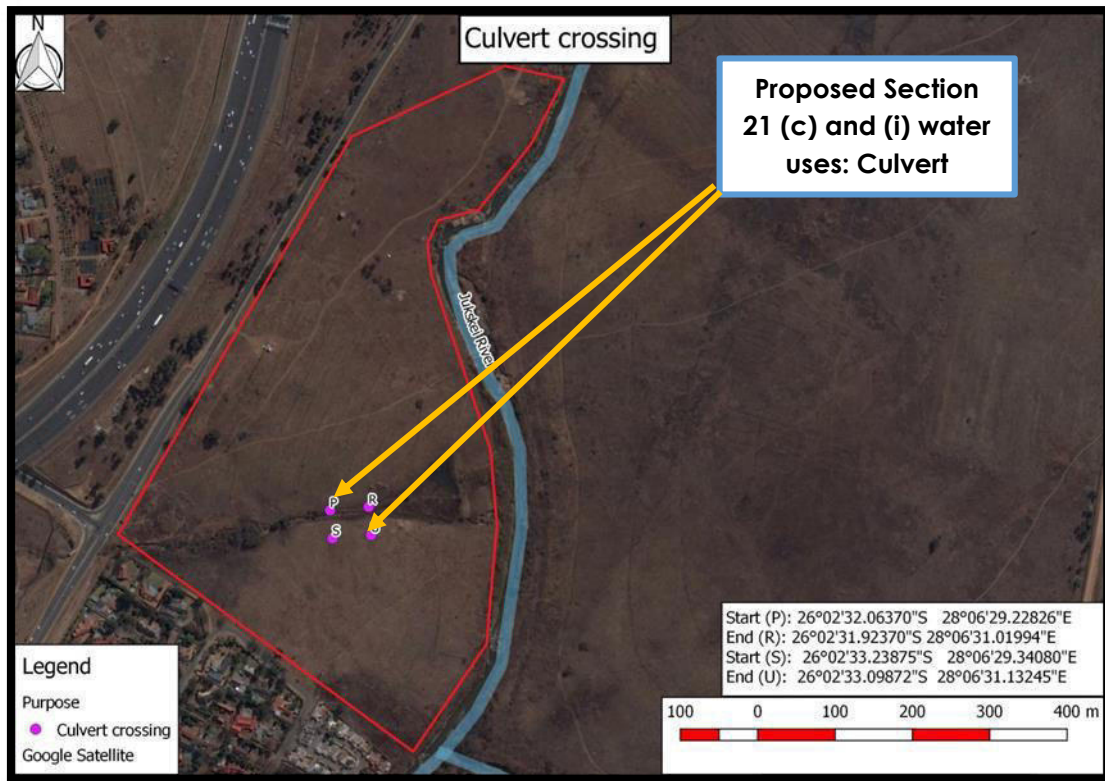 N
Culvert crossing
Proposed Section
21 (c) and (i) water
uses: Culvert
Jukskei River
P
R
S
Start (P): 26°02'32.06370"S 28°06'29.22826"E
End (R): 26°02'31.92370"S 28°06'31.01994"E
Start (S): 26°02'33.23875"S 28°06'29.34080"E
End (U): 26°02'33.09872"S 28°06'31.13245"E
Legend
Purpose
Culvert crossing
Google Satellite
100 0 100 200 300 400 m